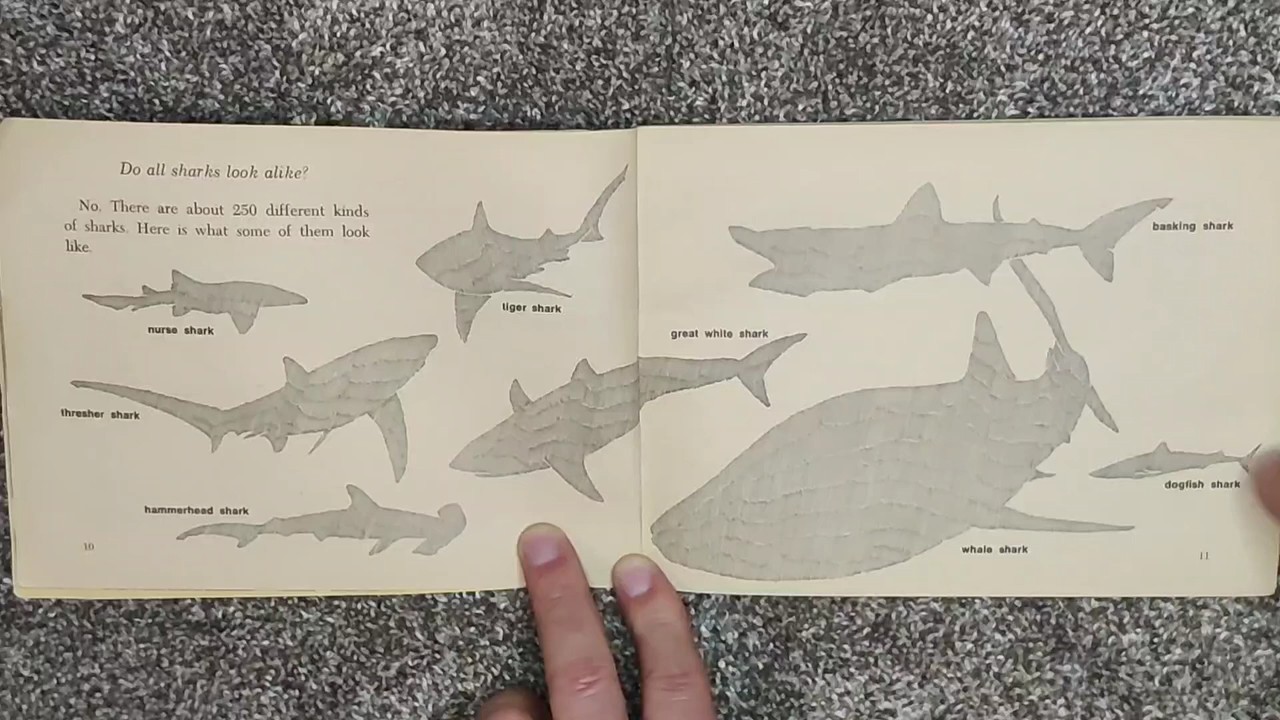 Do all sharks look alike?
No. There are about 250 different kinds
of sharks. Here is what some of them look
like.
nurse shark
tiger shark
thresher shark
hammerhead shark
10
great white shark
basking shark
dogfish shark
whale shark
11